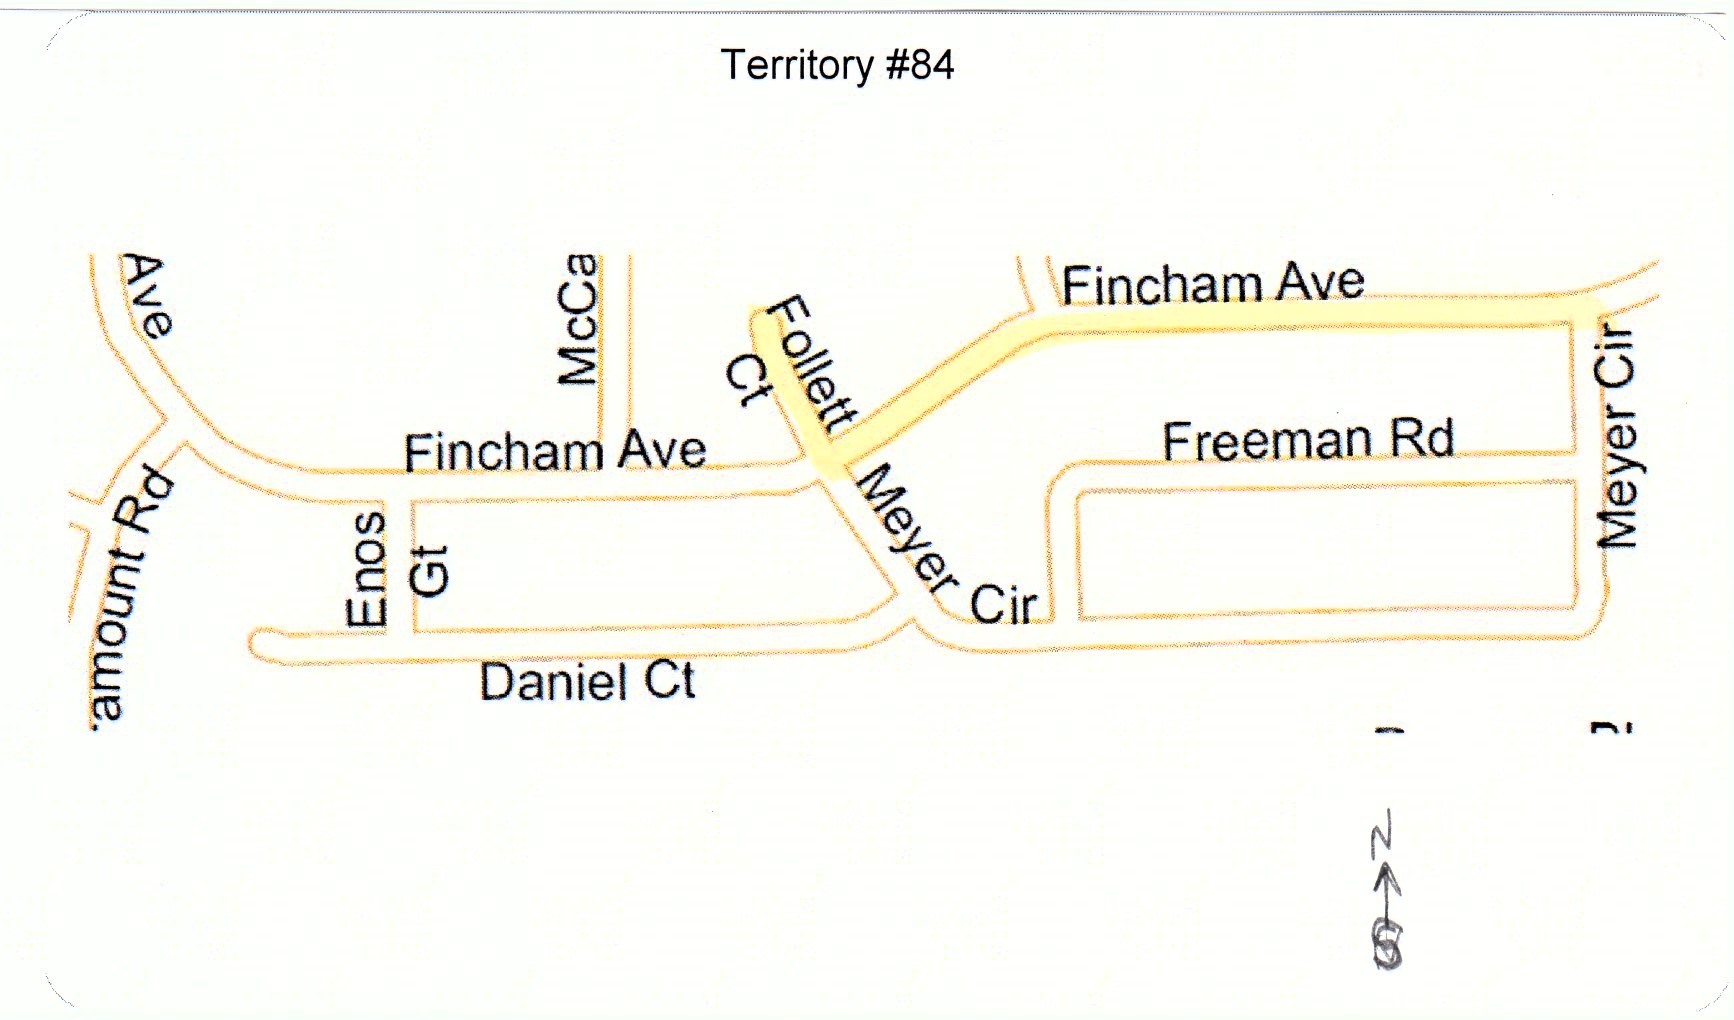 Territory #84
Ave
McCa
Follett
Ct
Fincham Ave
Meyer Cir
Fincham Ave
Freeman Rd
amount Rd
Enos
Gt
Meyer
Cir
Daniel Ct
N
S